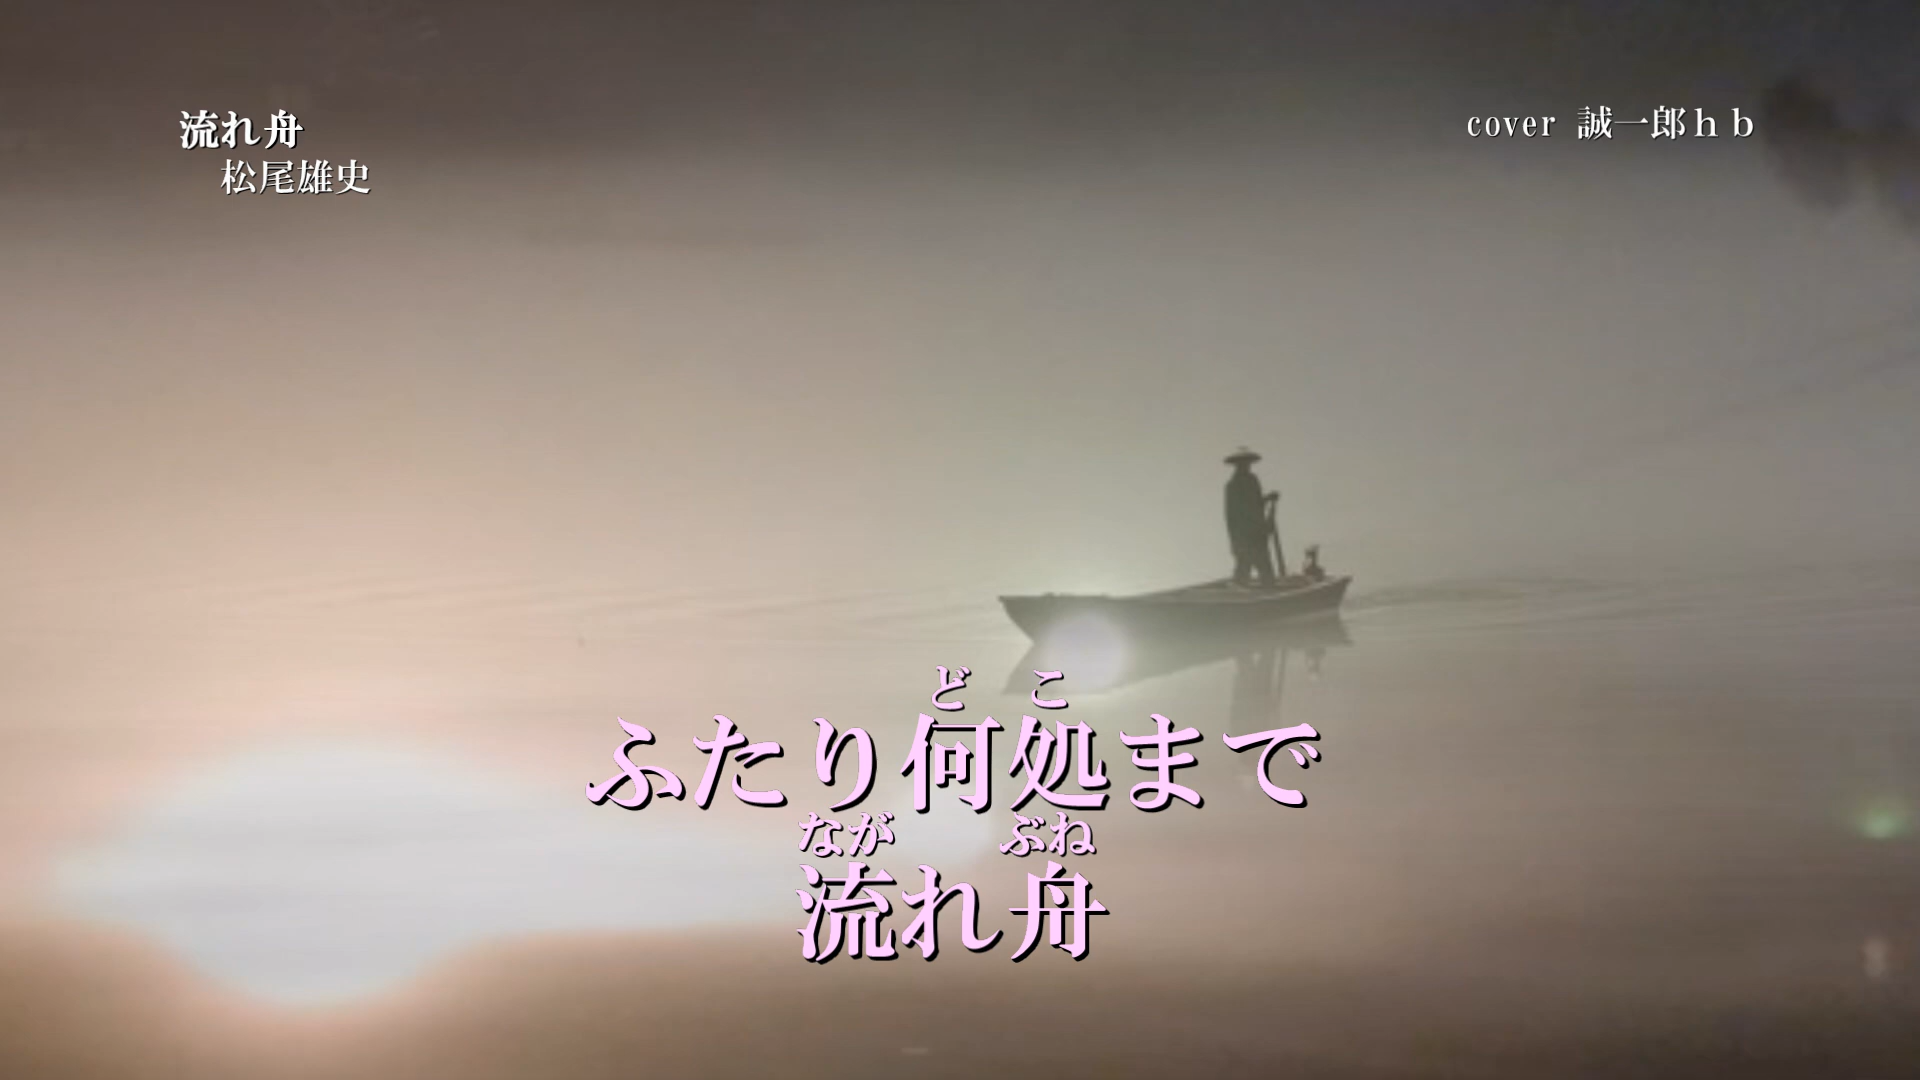 流れ舟
松尾雄史
cover 誠一郎ｈｂ
どこ
ふたり何処まで
ながぶね
流れ舟